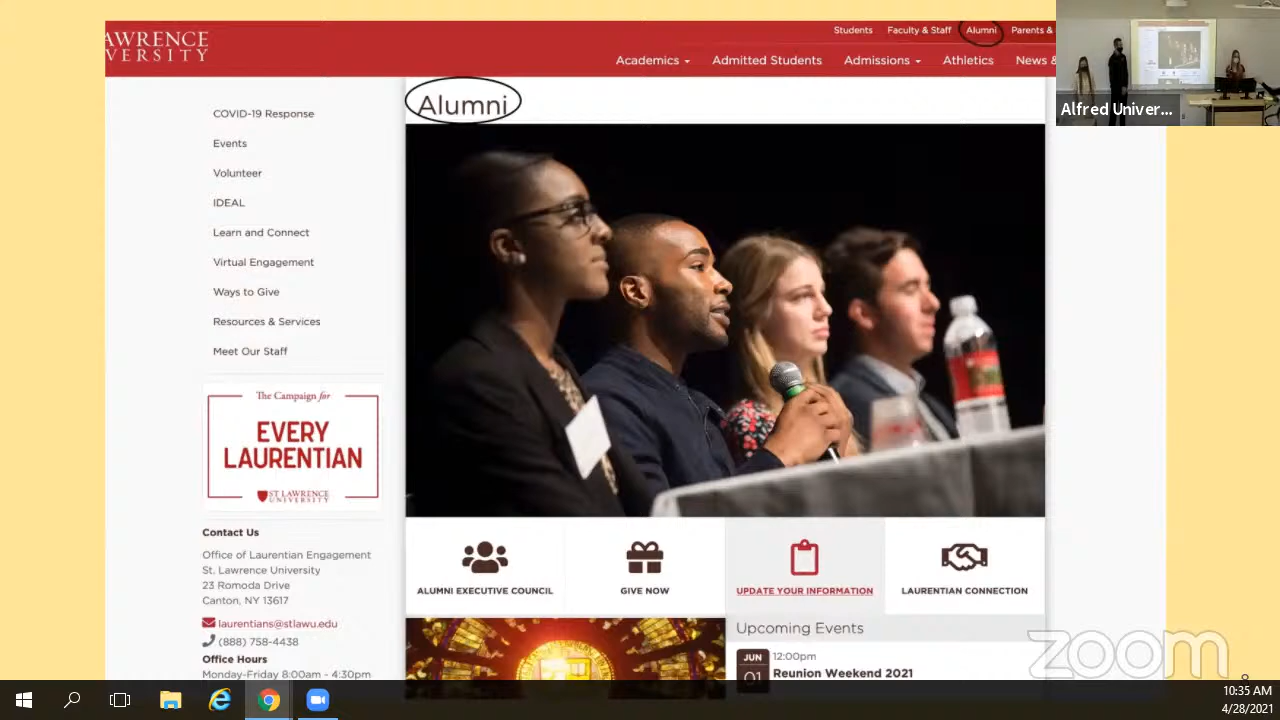 AWRENCE
VERSITY
Students
Faculty & Staff
Alumni
Parents &
Academics
Admitted Students
Admissions
Athletics
News &
Alfred Univer...
COVID-19 Response
Events
Volunteer
IDEAL
Learn and Connect
Virtual Engagement
Ways to Give
Resources & Services
Meet Our Staff
The Campaign for
EVERY
LAURENTIAN
ST LAWRENCE
UNIVERSITY
Contact Us
Office of Laurentian Engagement
St. Lawrence University
23 Romoda Drive
Canton, NY 13617
laurentians@stlawu.edu
(888) 758-4438
Office Hours
Monday-Friday 8:00am - 4:30pm
Alumni
ALUMNI EXECUTIVE COUNCIL
GIVE NOW
UPDATE YOUR INFORMATION
LAURENTIAN CONNECTION
Upcoming Events
JUN
01
12:00pm
Reunion Weekend 2021
zoom
10:35 AM
4/28/2021